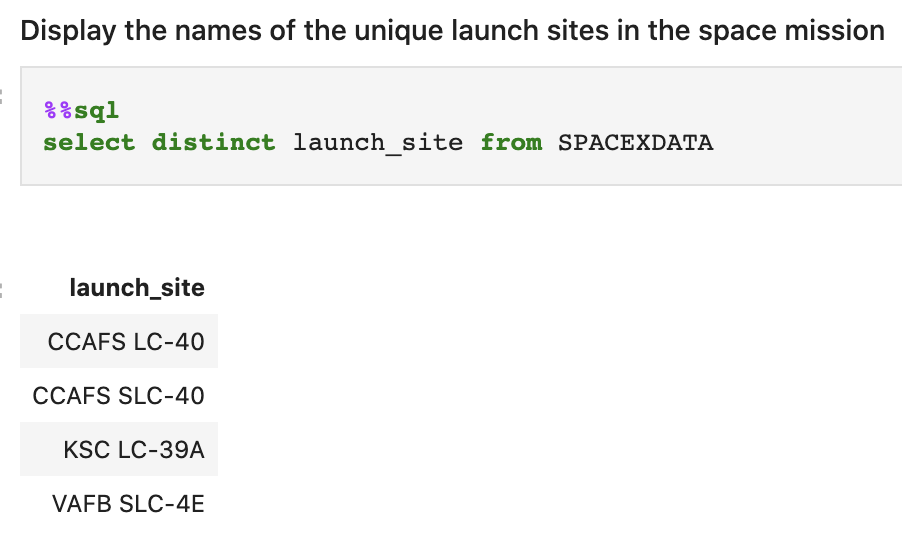 Display the names of the unique launch sites in the space mission
%%sql
select distinct launch_site from SPACEXDATA
launch_site
CCAFS LC-40
CCAFS SLC-40
KSC LC-39A
VAFB SLC-4E